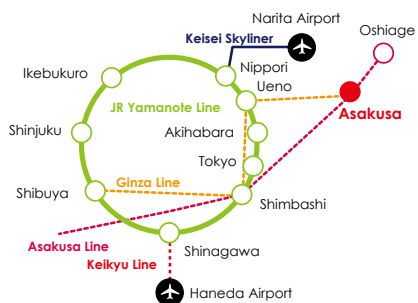 Narita Airport
Oshiage
Keisei Skyliner
Ikebukuro
Nippori
Ueno
JR Yamanote Line
Asakusa
Shinjuku
Akihabara
Tokyo
Ginza Line
Shibuya
Shimbashi
Asakusa Line
Shinagawa
Keikyu Line
Haneda Airport